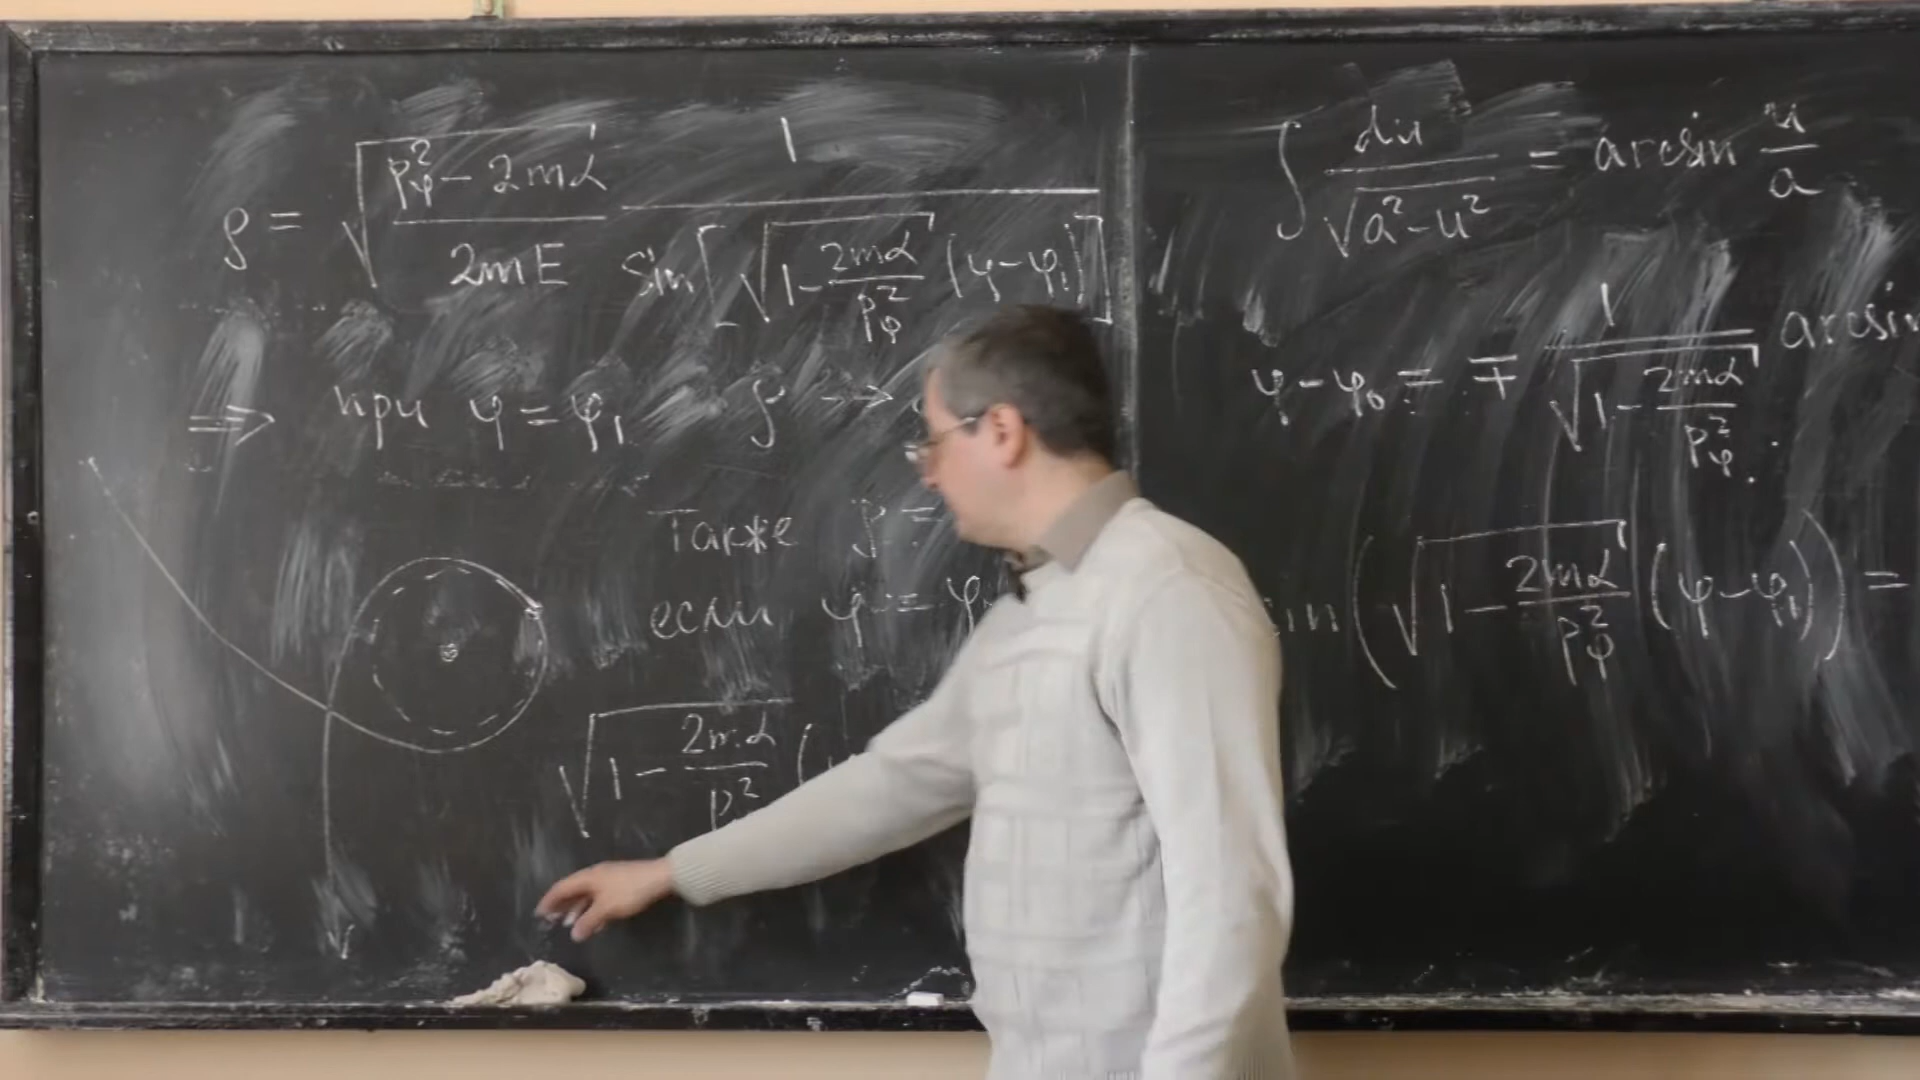 ρ = √((p_φ² − 2mα)/(2mE)) · 1/(sin[√(1 − 2mα/p_φ²) (φ − φ₁)])
⇒ при φ = φ₁ ρ →
Также ρ =
если φ = φ
√(1 − 2mα/p²) (
∫ du/√(a² − u²) = arcsin u/a
φ − φ₀ = ∓ 1/√(1 − 2mα/p_φ²) arcsin
in(√(1 − 2mα/p_φ²) (φ − φ₁)) =